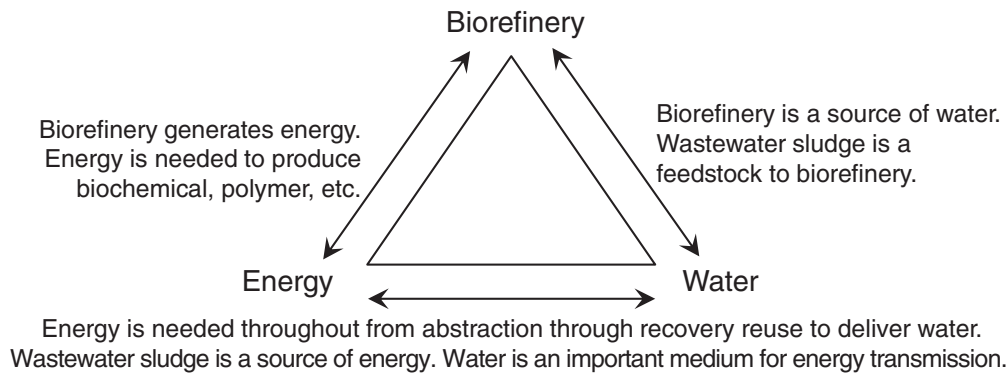 Biorefinery
Biorefinery generates energy.
Energy is needed to produce
biochemical, polymer, etc.
Biorefinery is a source of water.
Wastewater sludge is a
feedstock to biorefinery.
Energy
Water
Energy is needed throughout from abstraction through recovery reuse to deliver water.
Wastewater sludge is a source of energy. Water is an important medium for energy transmission.